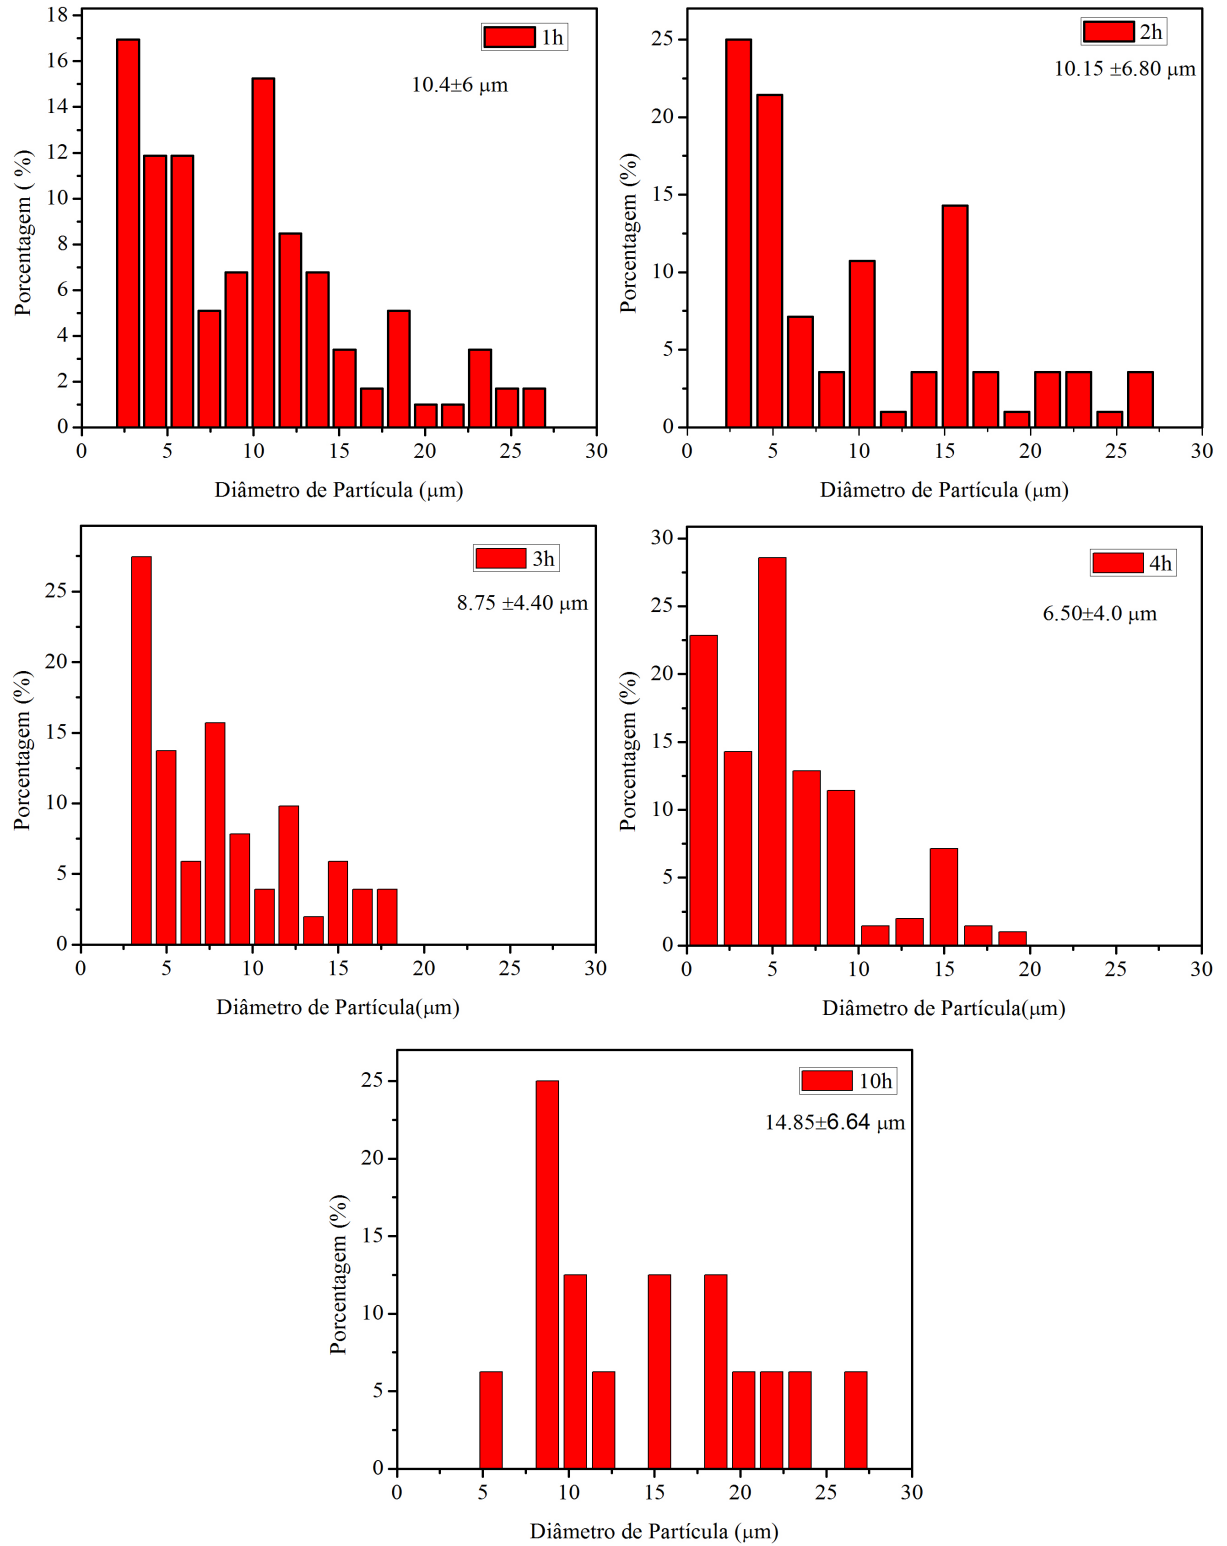 18
16
14
12
10
8
6
4
2
0
Porcentagem ( %)
1h
10.4±6 μm
0 5 10 15 20 25 30
Diâmetro de Partícula (μm)
25
20
15
10
5
0
Porcentagem (%)
2h
10.15 ±6.80 μm
0 5 10 15 20 25 30
Diâmetro de Partícula (μm)
25
20
15
10
5
0
Porcentagem (%)
3h
8.75 ±4.40 μm
0 5 10 15 20 25 30
Diâmetro de Partícula(μm)
30
25
20
15
10
5
0
Porcentagem (%)
4h
6.50±4.0 μm
0 5 10 15 20 25 30
Diâmetro de Partícula(μm)
25
20
15
10
5
0
Porcentagem (%)
10h
14.85±6.64 μm
0 5 10 15 20 25 30
Diâmetro de Partícula (μm)